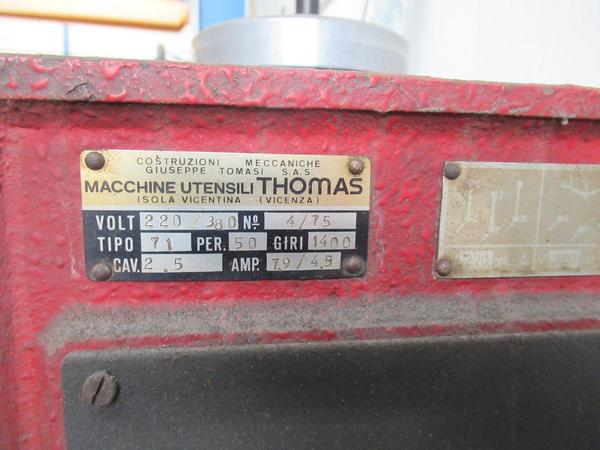 COSTRUZIONI MECCANICHE
GIUSEPPE TOMASI S.A.S.
MACCHINE UTENSILI THOMAS
ISOLA VICENTINA (VICENZA)
VOLT 220/380 Nº 4/75
TIPO 71 PER. 50 GIRI 1400
CAV. 2.5 AMP. 7.9/4.5